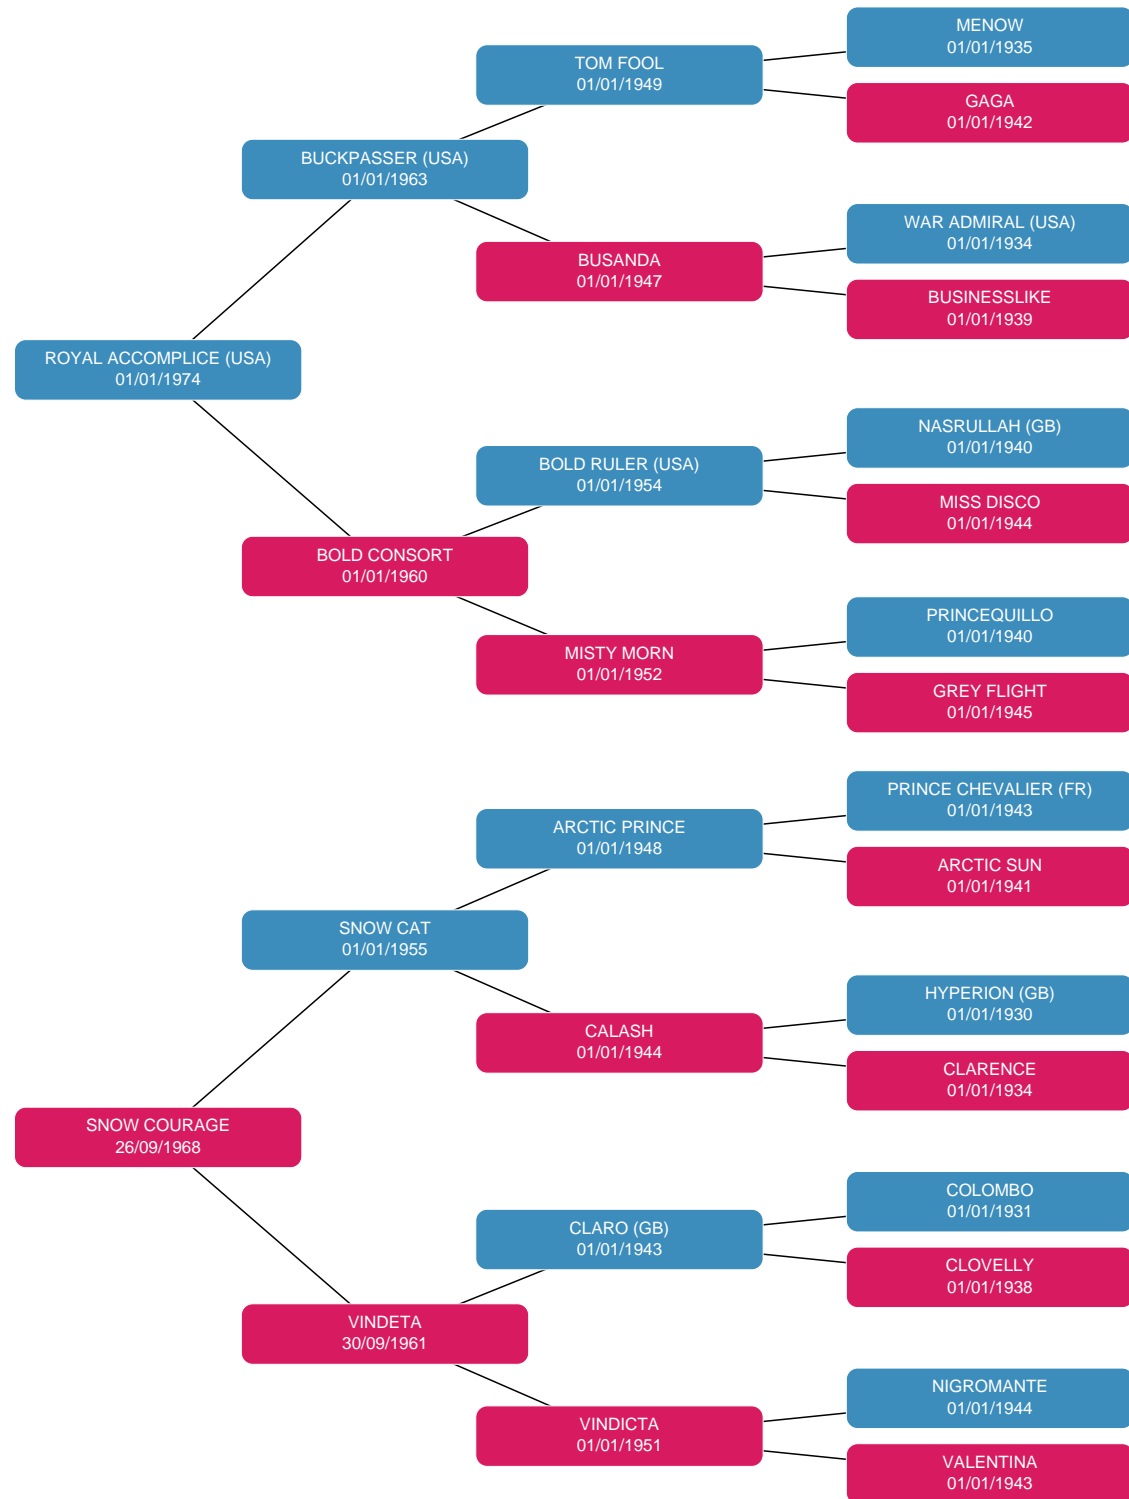 MENOW
01/01/1935
TOM FOOL
01/01/1949
GAGA
01/01/1942
BUCKPASSER (USA)
01/01/1963
WAR ADMIRAL (USA)
01/01/1934
BUSANDA
01/01/1947
BUSINESSLIKE
01/01/1939
ROYAL ACCOMPLICE (USA)
01/01/1974
NASRULLAH (GB)
01/01/1940
BOLD RULER (USA)
01/01/1954
MISS DISCO
01/01/1944
BOLD CONSORT
01/01/1960
PRINCEQUILLO
01/01/1940
MISTY MORN
01/01/1952
GREY FLIGHT
01/01/1945
PRINCE CHEVALIER (FR)
01/01/1943
ARCTIC PRINCE
01/01/1948
ARCTIC SUN
01/01/1941
SNOW CAT
01/01/1955
HYPERION (GB)
01/01/1930
CALASH
01/01/1944
CLARENCE
01/01/1934
SNOW COURAGE
26/09/1968
COLOMBO
01/01/1931
CLARO (GB)
01/01/1943
CLOVELLY
01/01/1938
VINDETA
30/09/1961
NIGROMANTE
01/01/1944
VINDICTA
01/01/1951
VALENTINA
01/01/1943